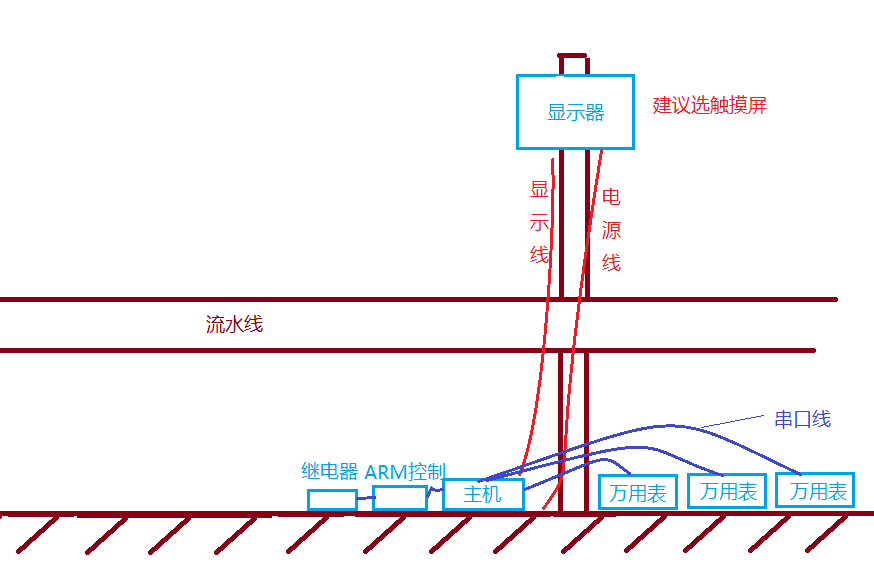 显示器
建议选触摸屏
显示线
电源线
流水线
串口线
继电器 ARM控制
主机
万用表
万用表
万用表